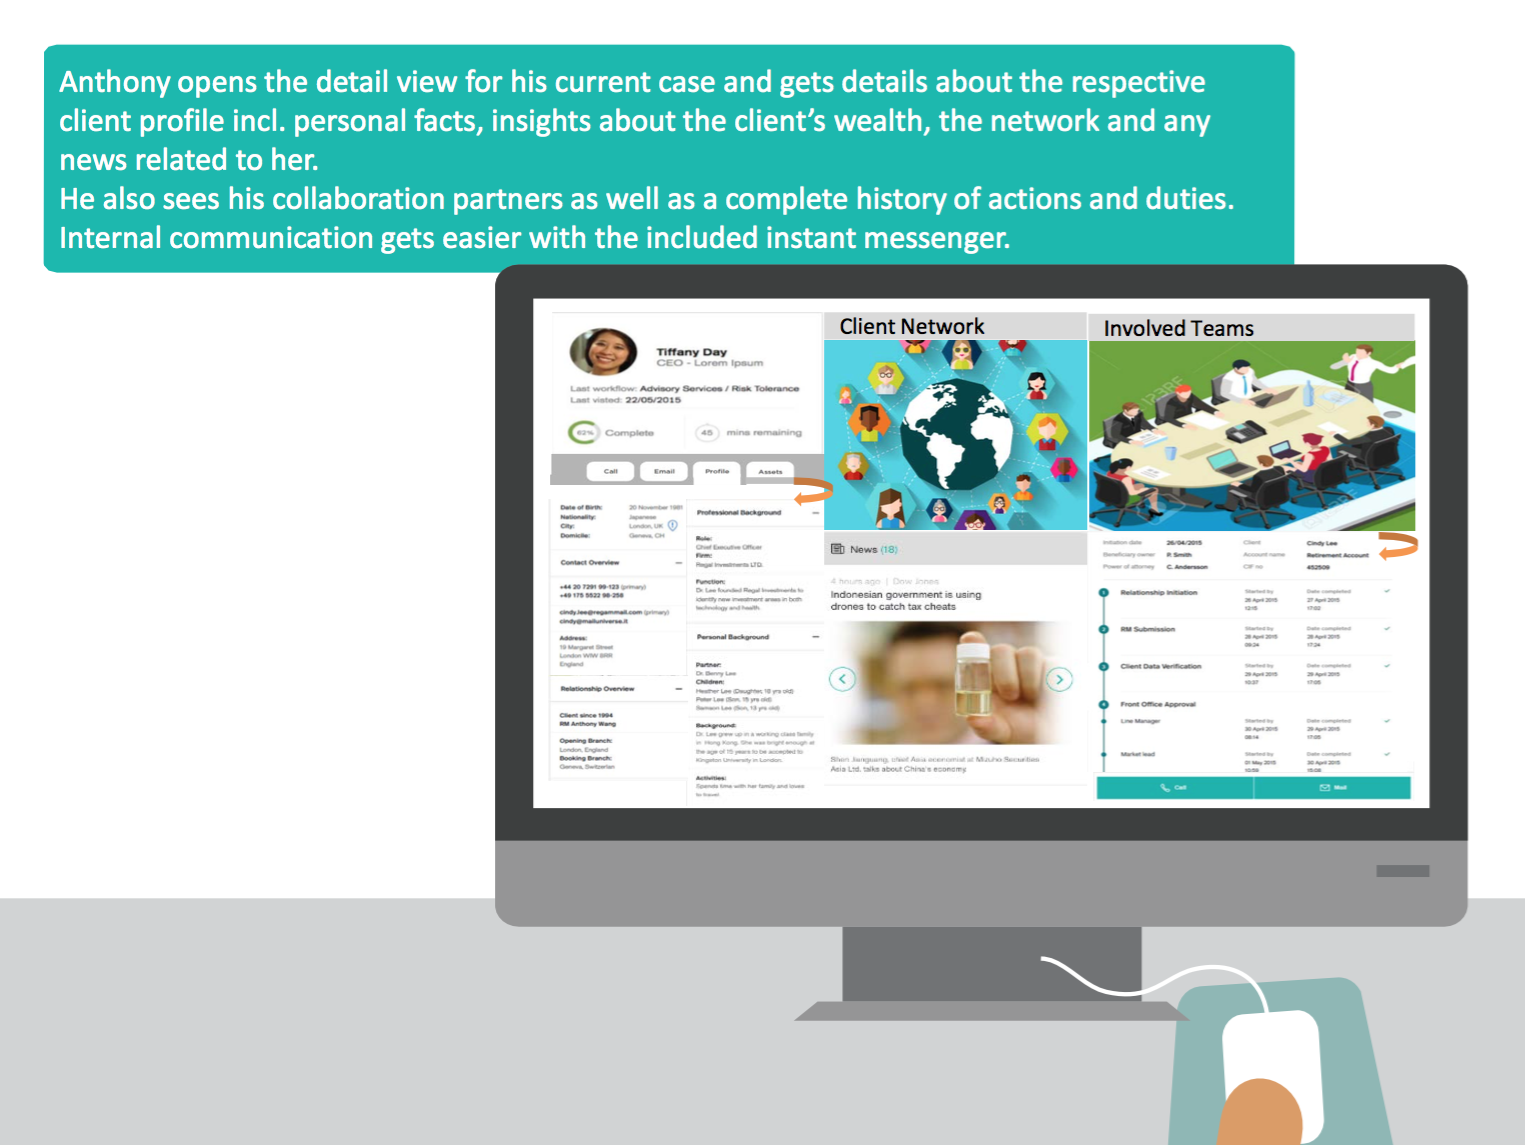 Anthony opens the detail view for his current case and gets details about the respective
client profile incl. personal facts, insights about the client's wealth, the network and any
news related to her.
He also sees his collaboration partners as well as a complete history of actions and duties.
Internal communication gets easier with the included instant messenger.
Tiffany Day
CEO - Lorem Ipsum
Last workflow: Advisory Services / Risk Tolerance
Last visted: 22/05/2015
62% Complete
45 mins remaining
Call
Email
Profile
Assets
Date of Birth: 20 November 1981
Nationality: Japanese
City: London, UK
Domicile: Geneva, CH
Contact Overview
+44 20 7291 99-123 (primary)
+49 175 5522 98-256
cindy.lee@regammail.com (primary)
cindy@mailuniverse.it
Address:
19 Margaret Street
London W1W 8RR
England
Relationship Overview
Client since 1994
RM Anthony Wang
Opening Branch:
London, England
Booking Branch:
Geneva, Switzerlan
Professional Background
Role:
Chief Executive Officer
Firm:
Regal Investments LTD.
Function:
Dr. Lee founded Regal Investments to
identify new investment areas in both
technology and health.
Personal Background
Partner:
Dr. Benny Lee
Children:
Heather Lee (Daughter, 19 yrs old)
Peter Lee (Son, 15 yrs old)
Samson Lee (Son, 13 yrs old)
Background:
Dr. Lee grew up in a working class family
in Hong Kong. She was bright enough at
the age of 15 years to be accepted to
Kingston University in London.
Activities:
Spends time with her family and loves
to travel.
Client Network
News (18)
4 hours ago | Dow Jones
Indonesian government is using
drones to catch tax cheats
Shen Jianguang, chief Asia economist at Mizuho Securities
Asia Ltd. talks about China's economy
Involved Teams
123RF
Initiation date 26/04/2015 Client Cindy Lee
Beneficiary owner P. Smith Account name Retirement Account
Power of attorney C. Andersson CIF no 452509
1 Relationship Initiation
Started by
26 April 2015
12:15
Date completed
27 April 2015
17:02
2 RM Submission
Started by
28 April 2015
09:24
Date completed
28 April 2015
17:24
3 Client Data Verification
Started by
29 April 2015
10:37
Date completed
29 April 2015
17:05
4 Front Office Approval
Line Manager
Started by
30 April 2015
08:14
Date completed
29 April 2015
17:05
Market lead
Started by
01 May 2015
10:59
Date completed
30 April 2015
15:09
Call
Mail